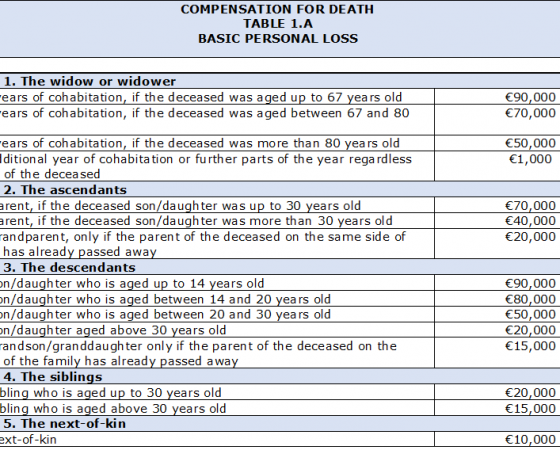 COMPENSATION FOR DEATH
TABLE 1.A
BASIC PERSONAL LOSS
1. The widow or widower
years of cohabitation, if the deceased was aged up to 67 years old €90,000
years of cohabitation, if the deceased was aged between 67 and 80 €70,000
years of cohabitation, if the deceased was more than 80 years old €50,000
dditional year of cohabitation or further parts of the year regardless €1,000
of the deceased
2. The ascendants
arent, if the deceased son/daughter was up to 30 years old €70,000
arent, if the deceased son/daughter was more than 30 years old €40,000
randparent, only if the parent of the deceased on the same side of €20,000
has already passed away
3. The descendants
on/daughter who is aged up to 14 years old €90,000
on/daughter who is aged between 14 and 20 years old €80,000
on/daughter who is aged between 20 and 30 years old €50,000
on/daughter aged above 30 years old €20,000
randson/granddaughter only if the parent of the deceased on the €15,000
of the family has already passed away
4. The siblings
bling who is aged up to 30 years old €20,000
bling who is aged above 30 years old €15,000
5. The next-of-kin
ext-of-kin €10,000